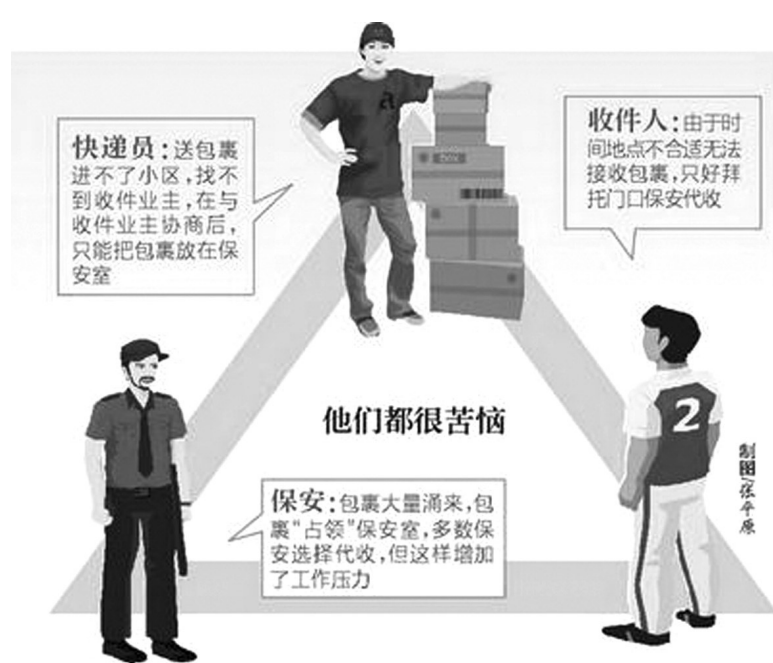 快递员：送包裹
进不了小区，找不
到收件业主，在与
收件业主协商后，
只能把包裹放在保
安室
收件人：由于时
间地点不合适无法
接收包裹，只好拜
托门口保安代收
a
box
他们都很苦恼
2
保安：包裹大量涌来，包
裹“占领”保安室，多数保
安选择代收，但这样增加
了工作压力
制图/张平原